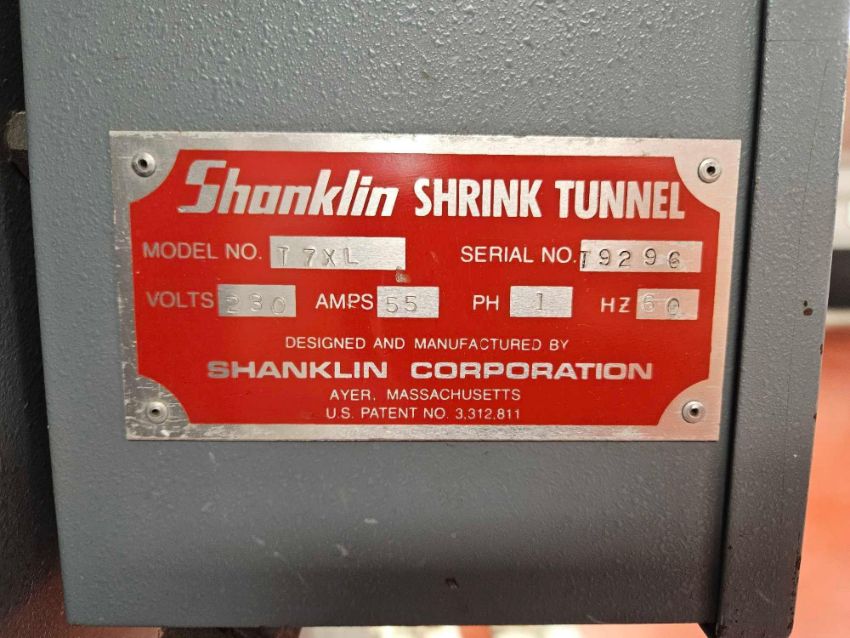 Shanklin SHRINK TUNNEL
MODEL NO. T7XL SERIAL NO. T9296
VOLTS 230 AMPS 55 PH 1 HZ 60
DESIGNED AND MANUFACTURED BY
SHANKLIN CORPORATION
AYER, MASSACHUSETTS
U.S. PATENT NO. 3,312,811